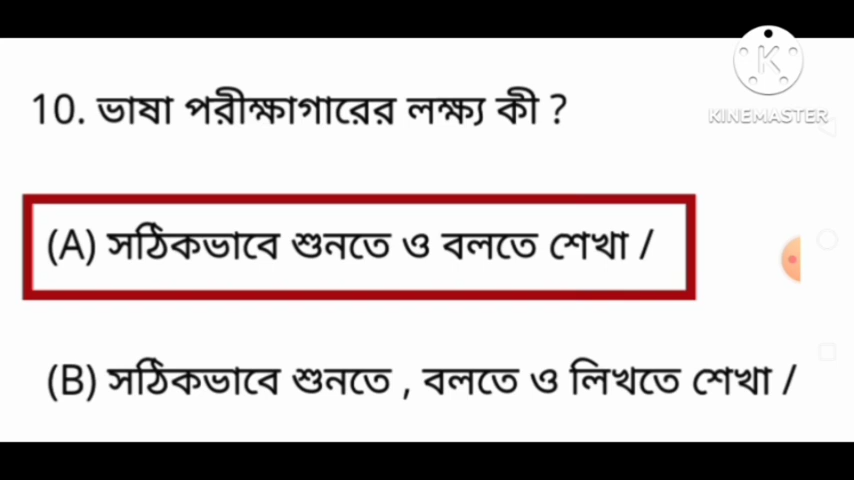 KINEMASTER
10. ভাষা পরীক্ষাগারের লক্ষ্য কী ?
(A) সঠিকভাবে শুনতে ও বলতে শেখা /
(B) সঠিকভাবে শুনতে , বলতে ও লিখতে শেখা /